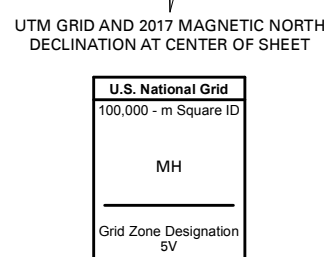 UTM GRID AND 2017 MAGNETIC NORTH
DECLINATION AT CENTER OF SHEET
U.S. National Grid
100,000 - m Square ID
MH
Grid Zone Designation
5V